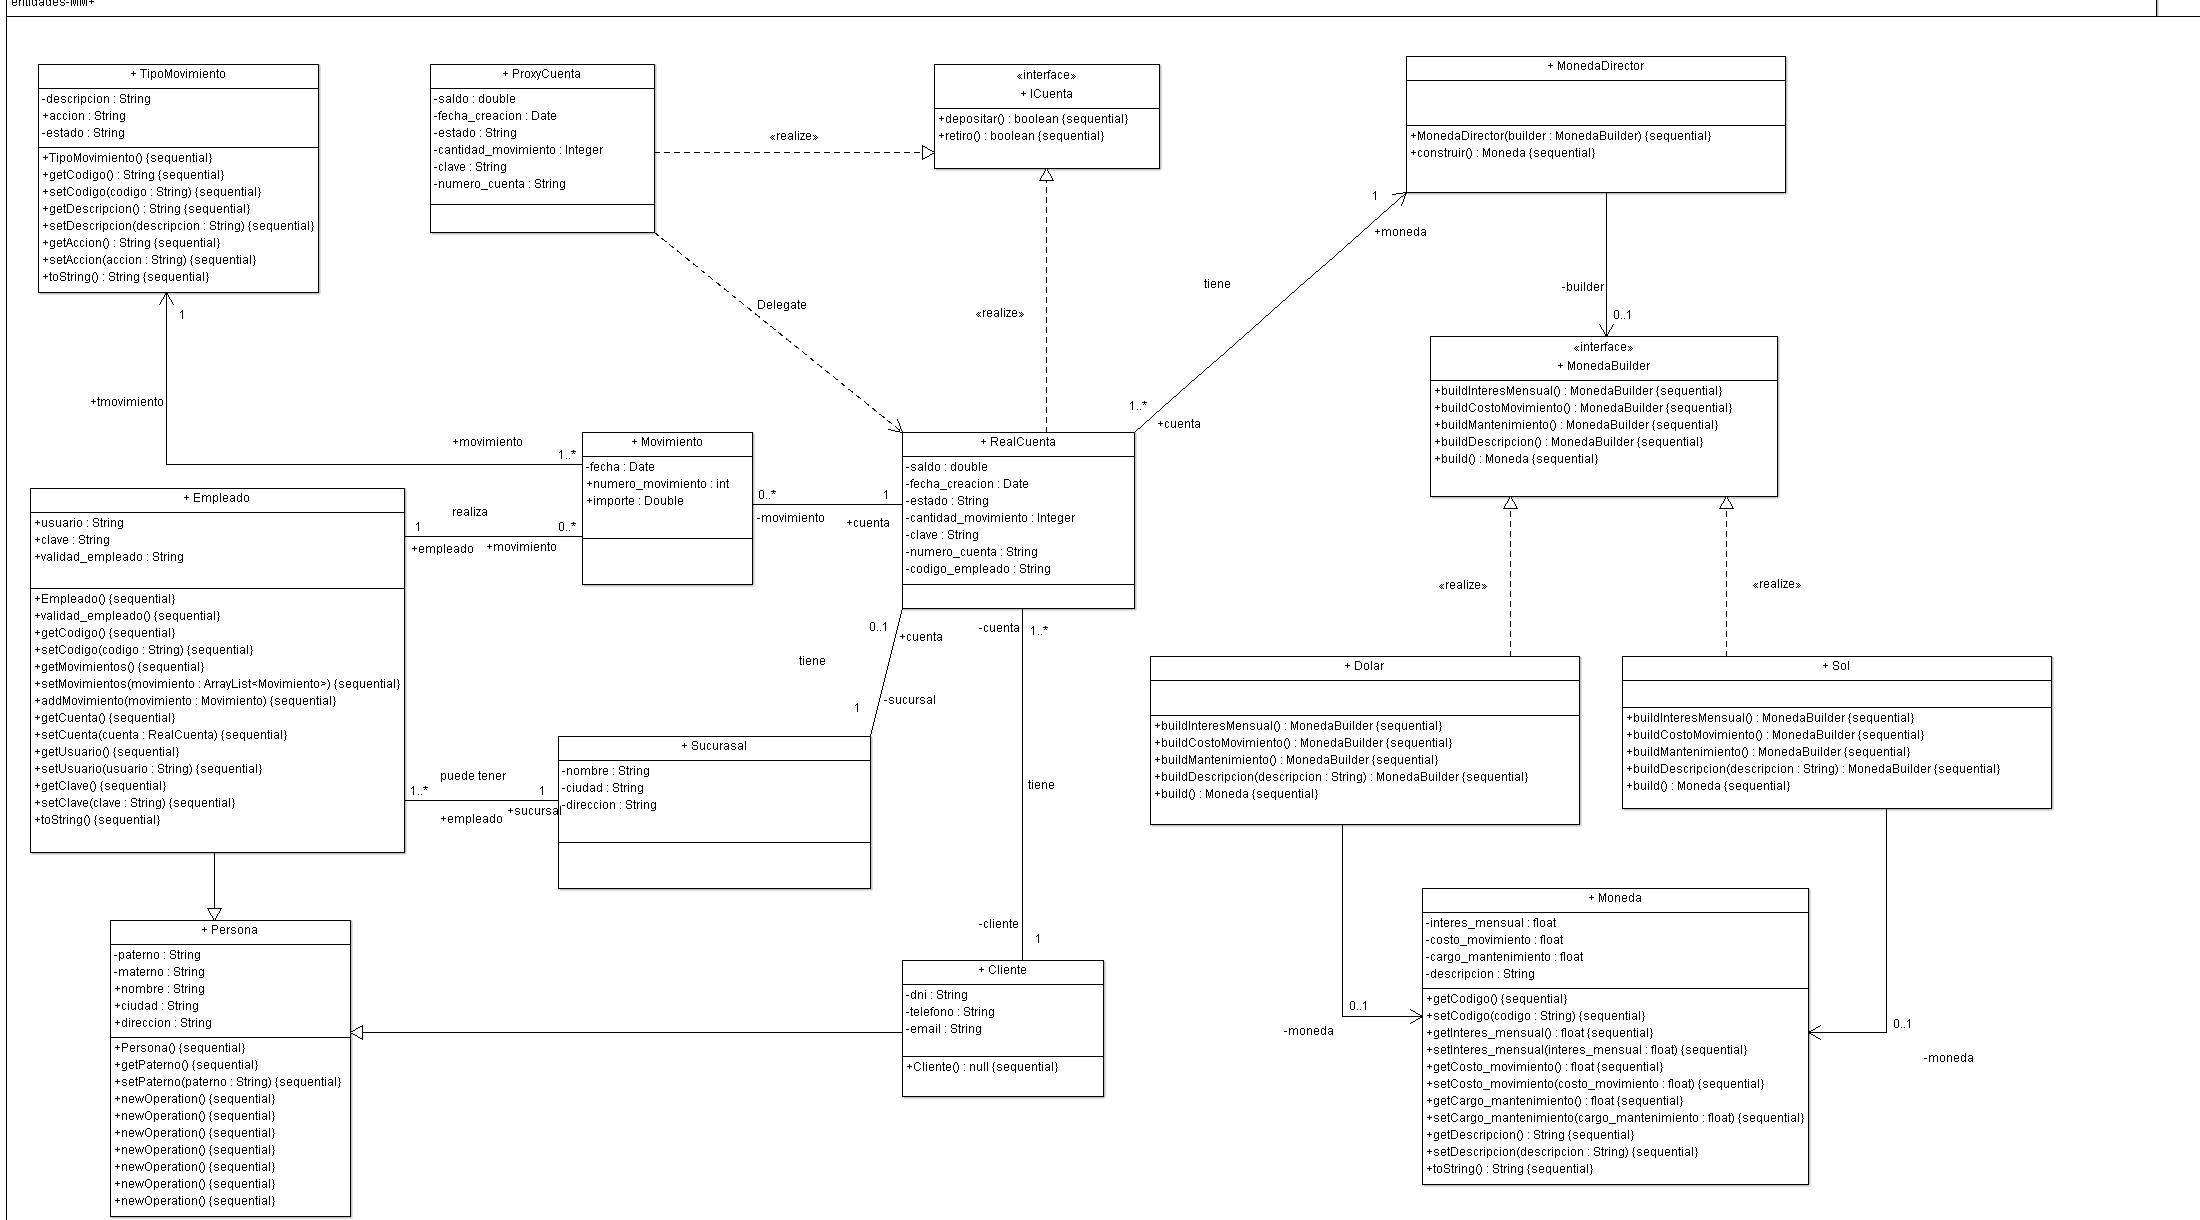 entidades-MM+
+ TipoMovimiento
-descripcion : String
+accion : String
-estado : String
+TipoMovimiento() {sequential}
+getCodigo() : String {sequential}
+setCodigo(codigo : String) {sequential}
+getDescripcion() : String {sequential}
+setDescripcion(descripcion : String) {sequential}
+getAccion() : String {sequential}
+setAccion(accion : String) {sequential}
+toString() : String {sequential}
+ ProxyCuenta
-saldo : double
-fecha_creacion : Date
-estado : String
-cantidad_movimiento : Integer
-clave : String
-numero_cuenta : String
«realize»
«interface»
+ ICuenta
+depositar() : boolean {sequential}
+retiro() : boolean {sequential}
+ MonedaDirector
+MonedaDirector(builder : MonedaBuilder) {sequential}
+construir() : Moneda {sequential}
1
+moneda
tiene
1..*
+cuenta
Delegate
«realize»
-builder
0..1
«interface»
+ MonedaBuilder
+buildInteresMensual() : MonedaBuilder {sequential}
+buildCostoMovimiento() : MonedaBuilder {sequential}
+buildMantenimiento() : MonedaBuilder {sequential}
+buildDescripcion() : MonedaBuilder {sequential}
+build() : Moneda {sequential}
1
+tmovimiento
+movimiento
1..*
+ Movimiento
-fecha : Date
+numero_movimiento : int
+importe : Double
0..*
1
-movimiento
+cuenta
+ RealCuenta
-saldo : double
-fecha_creacion : Date
-estado : String
-cantidad_movimiento : Integer
-clave : String
-numero_cuenta : String
-codigo_empleado : String
+ Empleado
+usuario : String
+clave : String
+validad_empleado : String
+Empleado() {sequential}
+validad_empleado() {sequential}
+getCodigo() {sequential}
+setCodigo(codigo : String) {sequential}
+getMovimientos() {sequential}
+setMovimientos(movimiento : ArrayList<Movimiento>) {sequential}
+addMovimiento(movimiento : Movimiento) {sequential}
+getCuenta() {sequential}
+setCuenta(cuenta : RealCuenta) {sequential}
+getUsuario() {sequential}
+setUsuario(usuario : String) {sequential}
+getClave() {sequential}
+setClave(clave : String) {sequential}
+toString() {sequential}
realiza
1
0..*
+empleado
+movimiento
0..1
+cuenta
tiene
1
-sucursal
-cuenta
1..*
tiene
-cliente
1
puede tener
1..*
1
+empleado
+sucursal
+ Sucurasal
-nombre : String
-ciudad : String
-direccion : String
«realize»
«realize»
+ Dolar
+buildInteresMensual() : MonedaBuilder {sequential}
+buildCostoMovimiento() : MonedaBuilder {sequential}
+buildMantenimiento() : MonedaBuilder {sequential}
+buildDescripcion(descripcion : String) : MonedaBuilder {sequential}
+build() : Moneda {sequential}
+ Sol
+buildInteresMensual() : MonedaBuilder {sequential}
+buildCostoMovimiento() : MonedaBuilder {sequential}
+buildMantenimiento() : MonedaBuilder {sequential}
+buildDescripcion(descripcion : String) : MonedaBuilder {sequential}
+build() : Moneda {sequential}
+ Persona
-paterno : String
-materno : String
+nombre : String
+ciudad : String
+direccion : String
+Persona() {sequential}
+getPaterno() {sequential}
+setPaterno(paterno : String) {sequential}
+newOperation() {sequential}
+newOperation() {sequential}
+newOperation() {sequential}
+newOperation() {sequential}
+newOperation() {sequential}
+newOperation() {sequential}
+newOperation() {sequential}
+ Cliente
-dni : String
-telefono : String
-email : String
+Cliente() : null {sequential}
0..1
-moneda
0..1
-moneda
+ Moneda
-interes_mensual : float
-costo_movimiento : float
-cargo_mantenimiento : float
-descripcion : String
+getCodigo() {sequential}
+setCodigo(codigo : String) {sequential}
+getInteres_mensual() : float {sequential}
+setInteres_mensual(interes_mensual : float) {sequential}
+getCosto_movimiento() : float {sequential}
+setCosto_movimiento(costo_movimiento : float) {sequential}
+getCargo_mantenimiento() : float {sequential}
+setCargo_mantenimiento(cargo_mantenimiento : float) {sequential}
+getDescripcion() : String {sequential}
+setDescripcion(descripcion : String) {sequential}
+toString() : String {sequential}